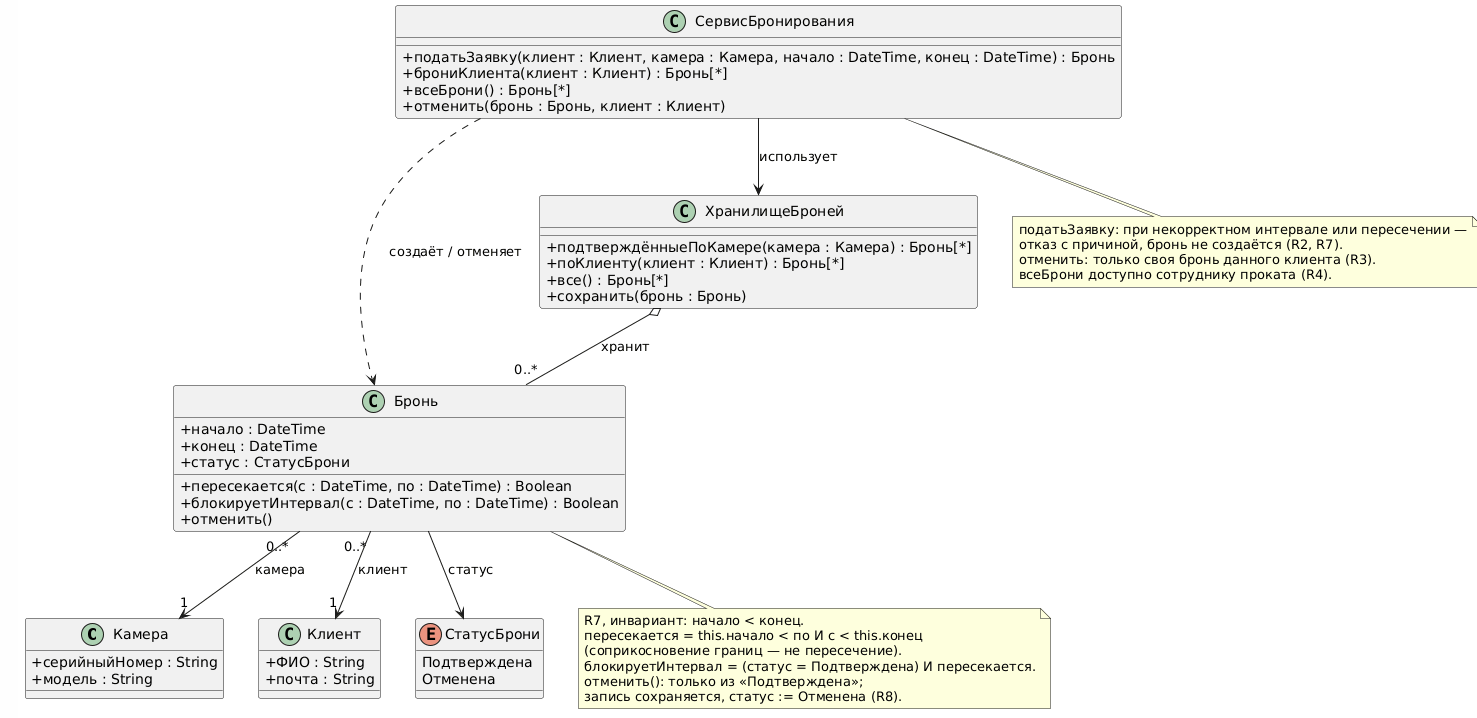 C СервисБронирования
+податьЗаявку(клиент : Клиент, камера : Камера, начало : DateTime, конец : DateTime) : Бронь
+брониКлиента(клиент : Клиент) : Бронь[*]
+всеБрони() : Бронь[*]
+отменить(бронь : Бронь, клиент : Клиент)
использует
C ХранилищеБроней
+подтверждённыеПоКамере(камера : Камера) : Бронь[*]
+поКлиенту(клиент : Клиент) : Бронь[*]
+все() : Бронь[*]
+сохранить(бронь : Бронь)
податьЗаявку: при некорректном интервале или пересечении —
отказ с причиной, бронь не создаётся (R2, R7).
отменить: только своя бронь данного клиента (R3).
всеБрони доступно сотруднику проката (R4).
создаёт / отменяет
хранит
0..*
C Бронь
+начало : DateTime
+конец : DateTime
+статус : СтатусБрони
+пересекается(с : DateTime, по : DateTime) : Boolean
+блокируетИнтервал(с : DateTime, по : DateTime) : Boolean
+отменить()
0..* 0..*
камера клиент статус
1 1
C Камера
+серийныйНомер : String
+модель : String
C Клиент
+ФИО : String
+почта : String
E СтатусБрони
Подтверждена
Отменена
R7, инвариант: начало < конец.
пересекается = this.начало < по И с < this.конец
(соприкосновение границ — не пересечение).
блокируетИнтервал = (статус = Подтверждена) И пересекается.
отменить(): только из «Подтверждена»;
запись сохраняется, статус := Отменена (R8).